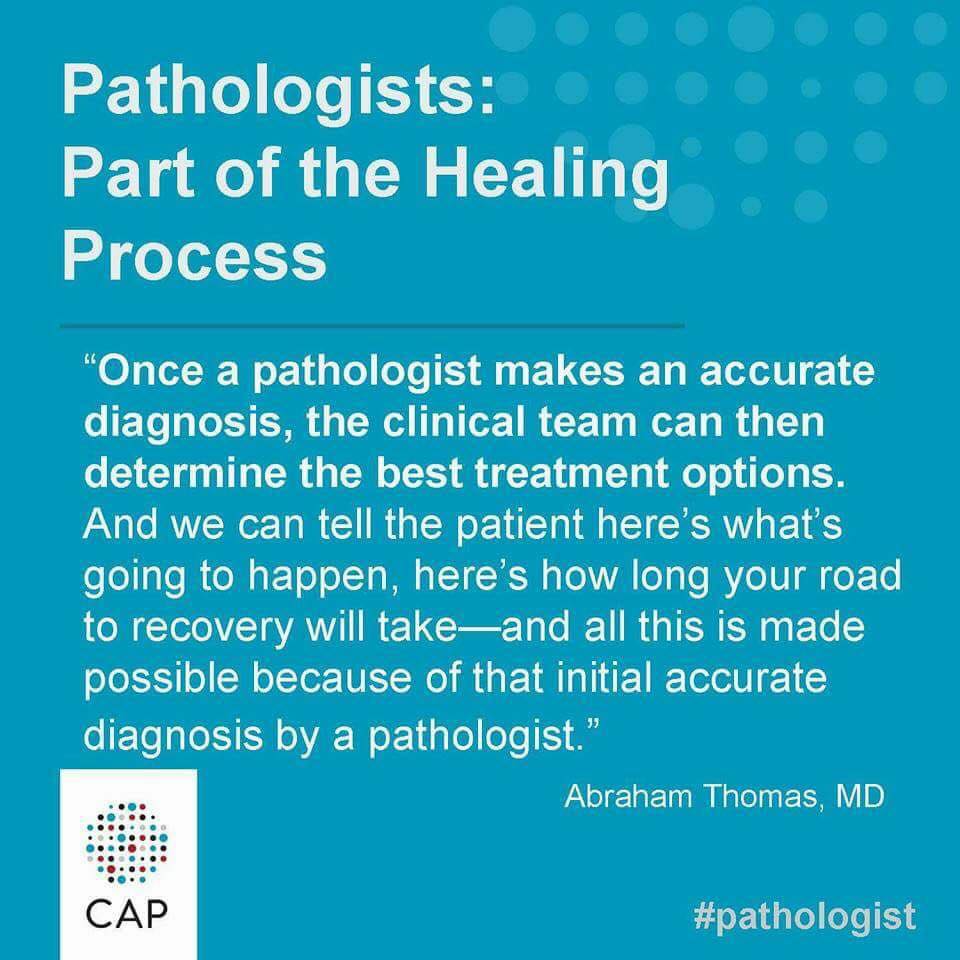 Pathologists:
Part of the Healing
Process
“Once a pathologist makes an accurate
diagnosis, the clinical team can then
determine the best treatment options.
And we can tell the patient here’s what’s
going to happen, here’s how long your road
to recovery will take—and all this is made
possible because of that initial accurate
diagnosis by a pathologist.”
Abraham Thomas, MD
CAP
#pathologist